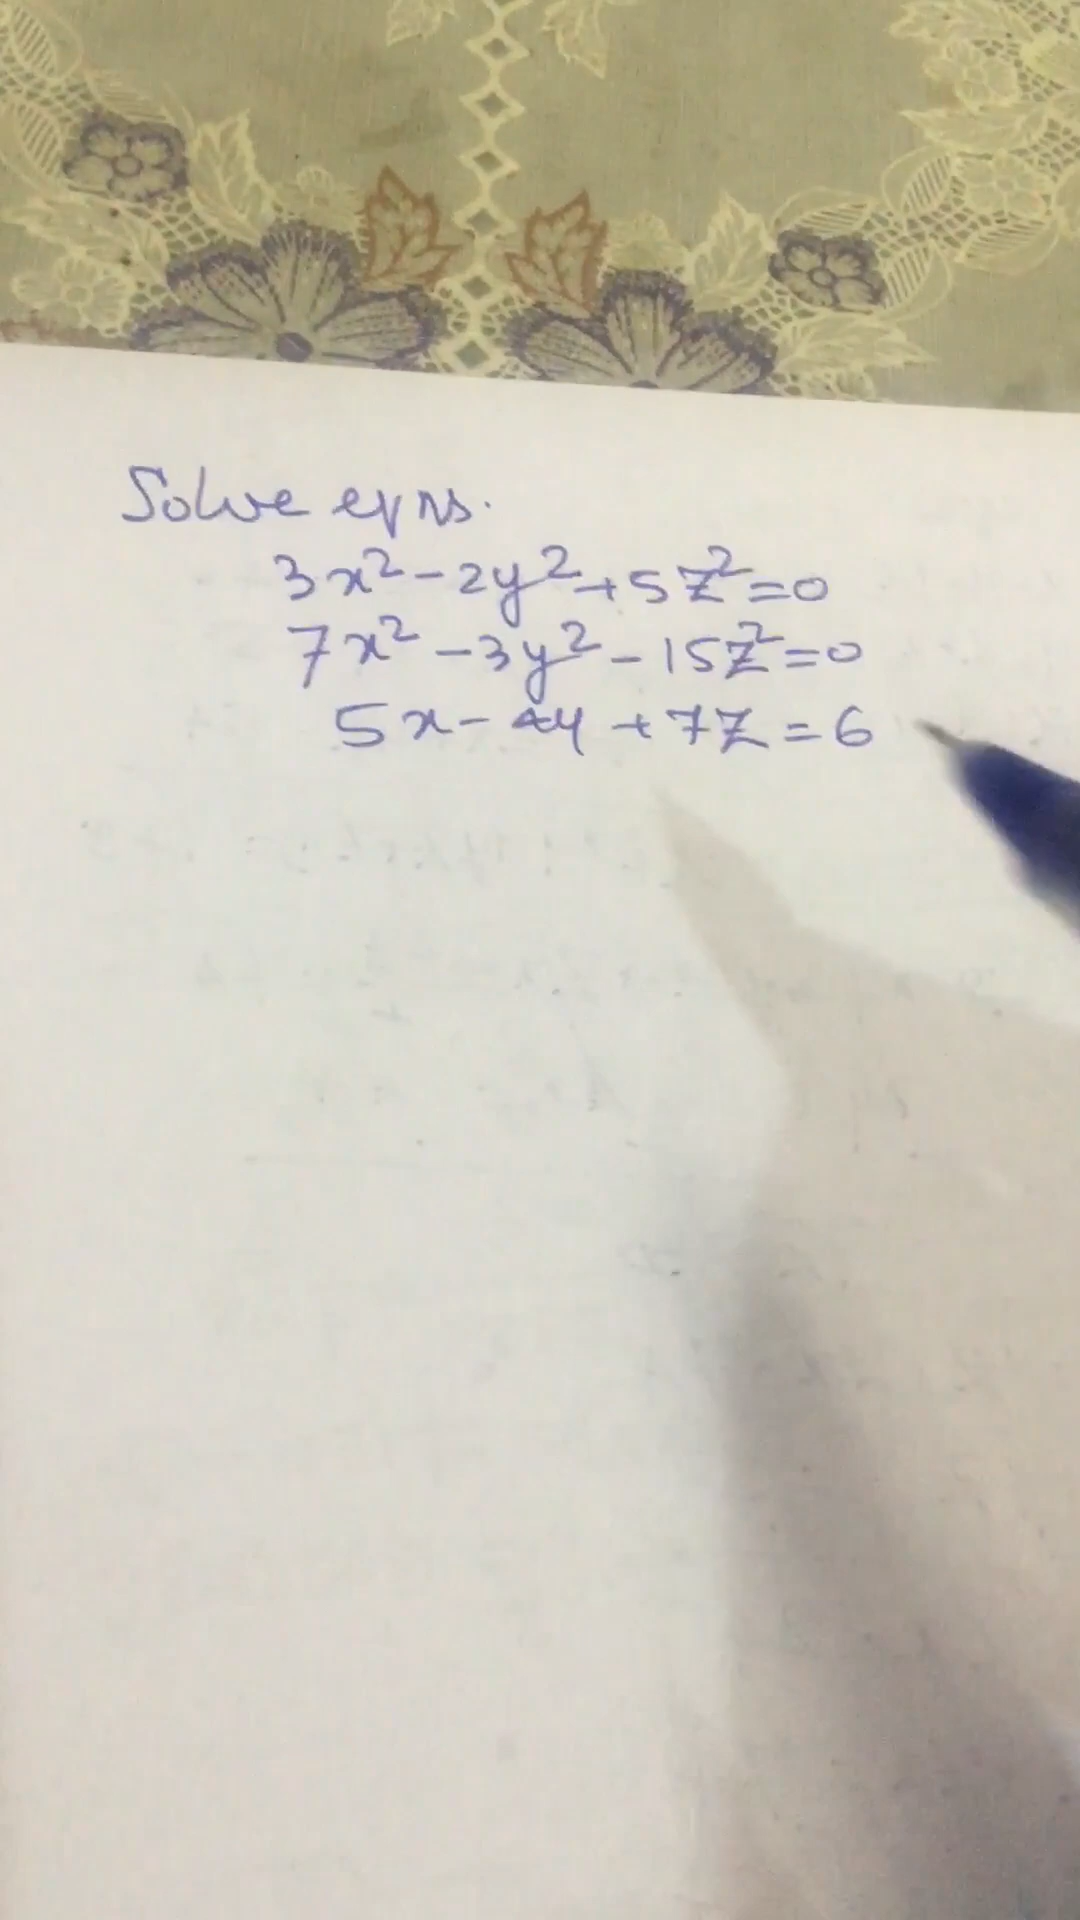 Solve eqns.
3x²-2y²+5z²=0
7x²-3y²-15z²=0
5x-4y+7z=6